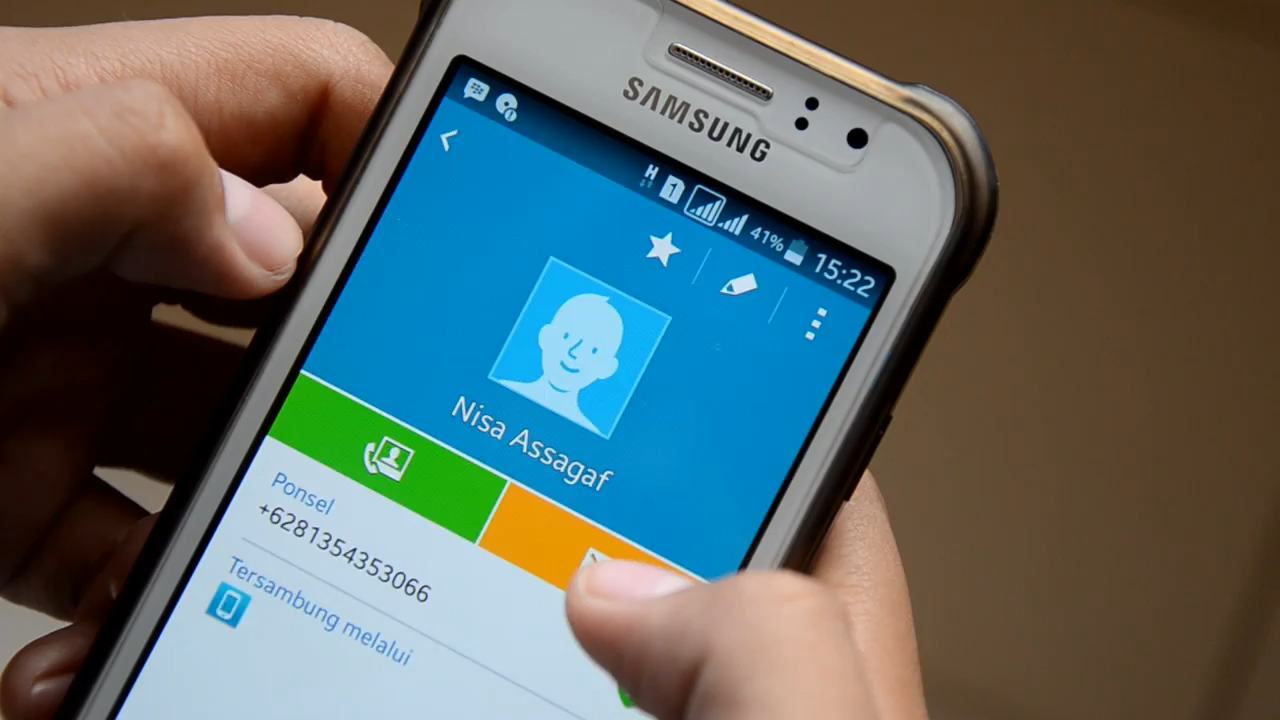 SAMSUNG
H
1
41%
15:22
Nisa Assagaf
Ponsel
+6281354353066
Tersambung melalui